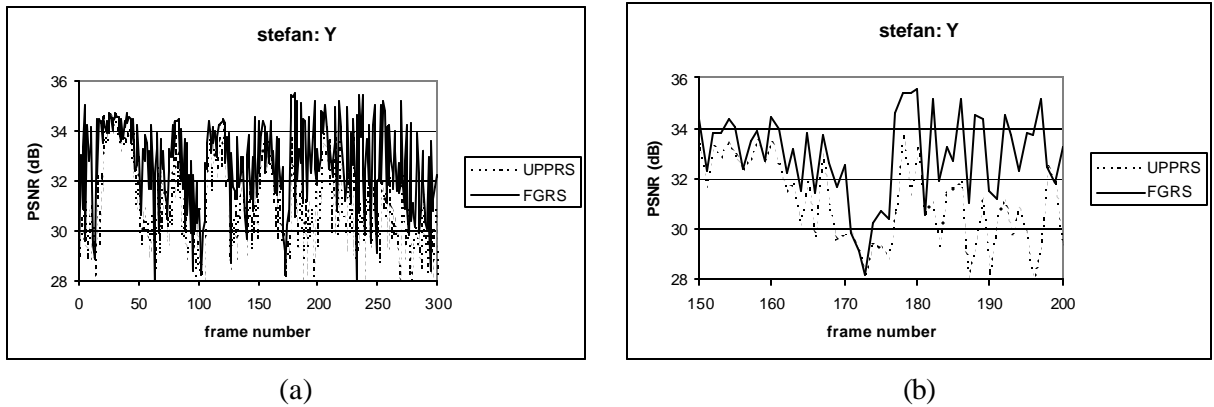 stefan: Y
36
34
32
30
28
PSNR (dB)
0 50 100 150 200 250 300
frame number
UPPRS
FGRS
(a)
stefan: Y
36
34
32
30
28
PSNR (dB)
150 160 170 180 190 200
frame number
UPPRS
FGRS
(b)